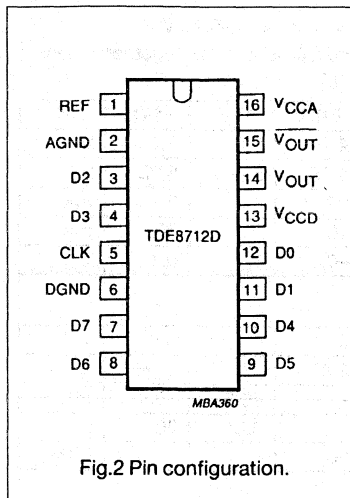 REF 1 16 VCCA
AGND 2 15 V̅O̅U̅T̅
D2 3 14 VOUT
D3 4 13 VCCD
TDE8712D
CLK 5 12 D0
DGND 6 11 D1
D7 7 10 D4
D6 8 9 D5
MBA360
Fig.2 Pin configuration.